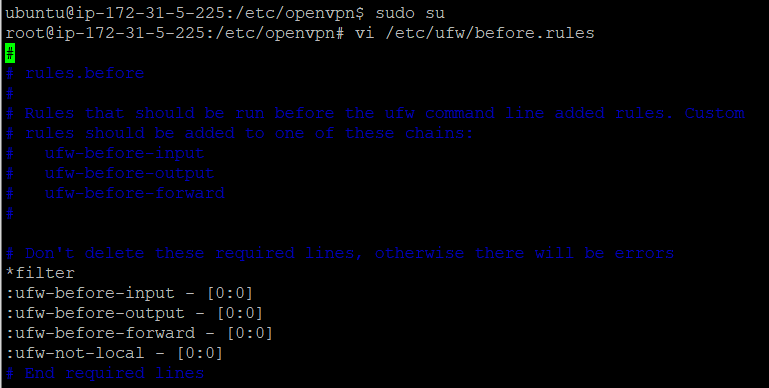 ubuntu@ip-172-31-5-225:/etc/openvpn$ sudo su
root@ip-172-31-5-225:/etc/openvpn# vi /etc/ufw/before.rules
#
# rules.before
#
# Rules that should be run before the ufw command line added rules. Custom
# rules should be added to one of these chains:
#   ufw-before-input
#   ufw-before-output
#   ufw-before-forward
#
# Don't delete these required lines, otherwise there will be errors
*filter
:ufw-before-input - [0:0]
:ufw-before-output - [0:0]
:ufw-before-forward - [0:0]
:ufw-not-local - [0:0]
# End required lines